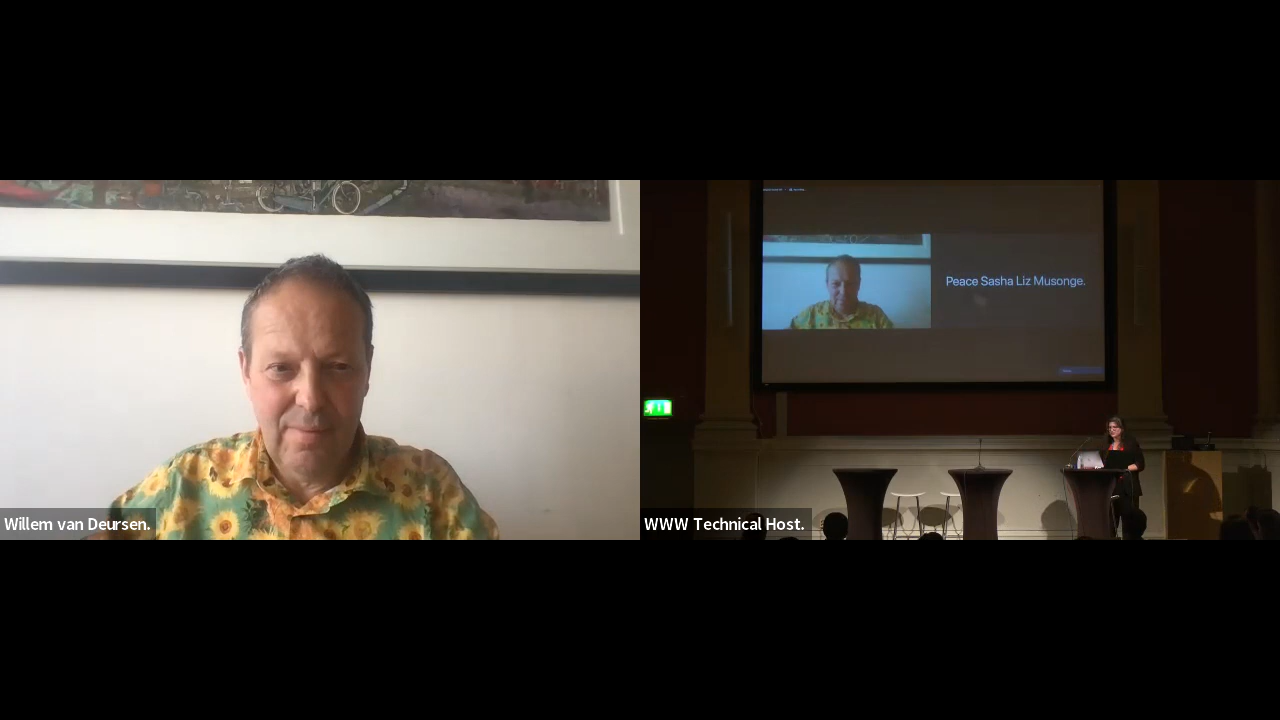 Peace Sasha Liz Musonge.
Willem van Deursen.
WWW Technical Host.